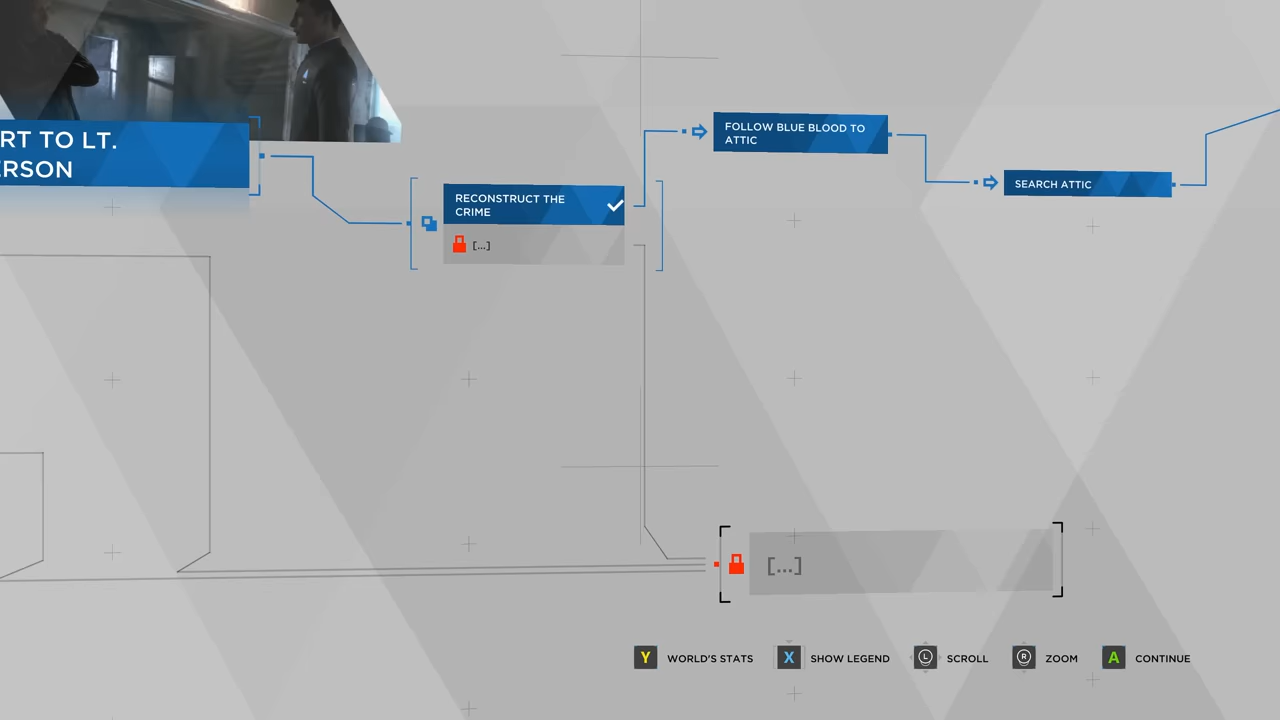 RT TO LT.
ERSON
RECONSTRUCT THE
CRIME
[...]
FOLLOW BLUE BLOOD TO
ATTIC
SEARCH ATTIC
[...]
Y WORLD'S STATS X SHOW LEGEND L SCROLL R ZOOM A CONTINUE